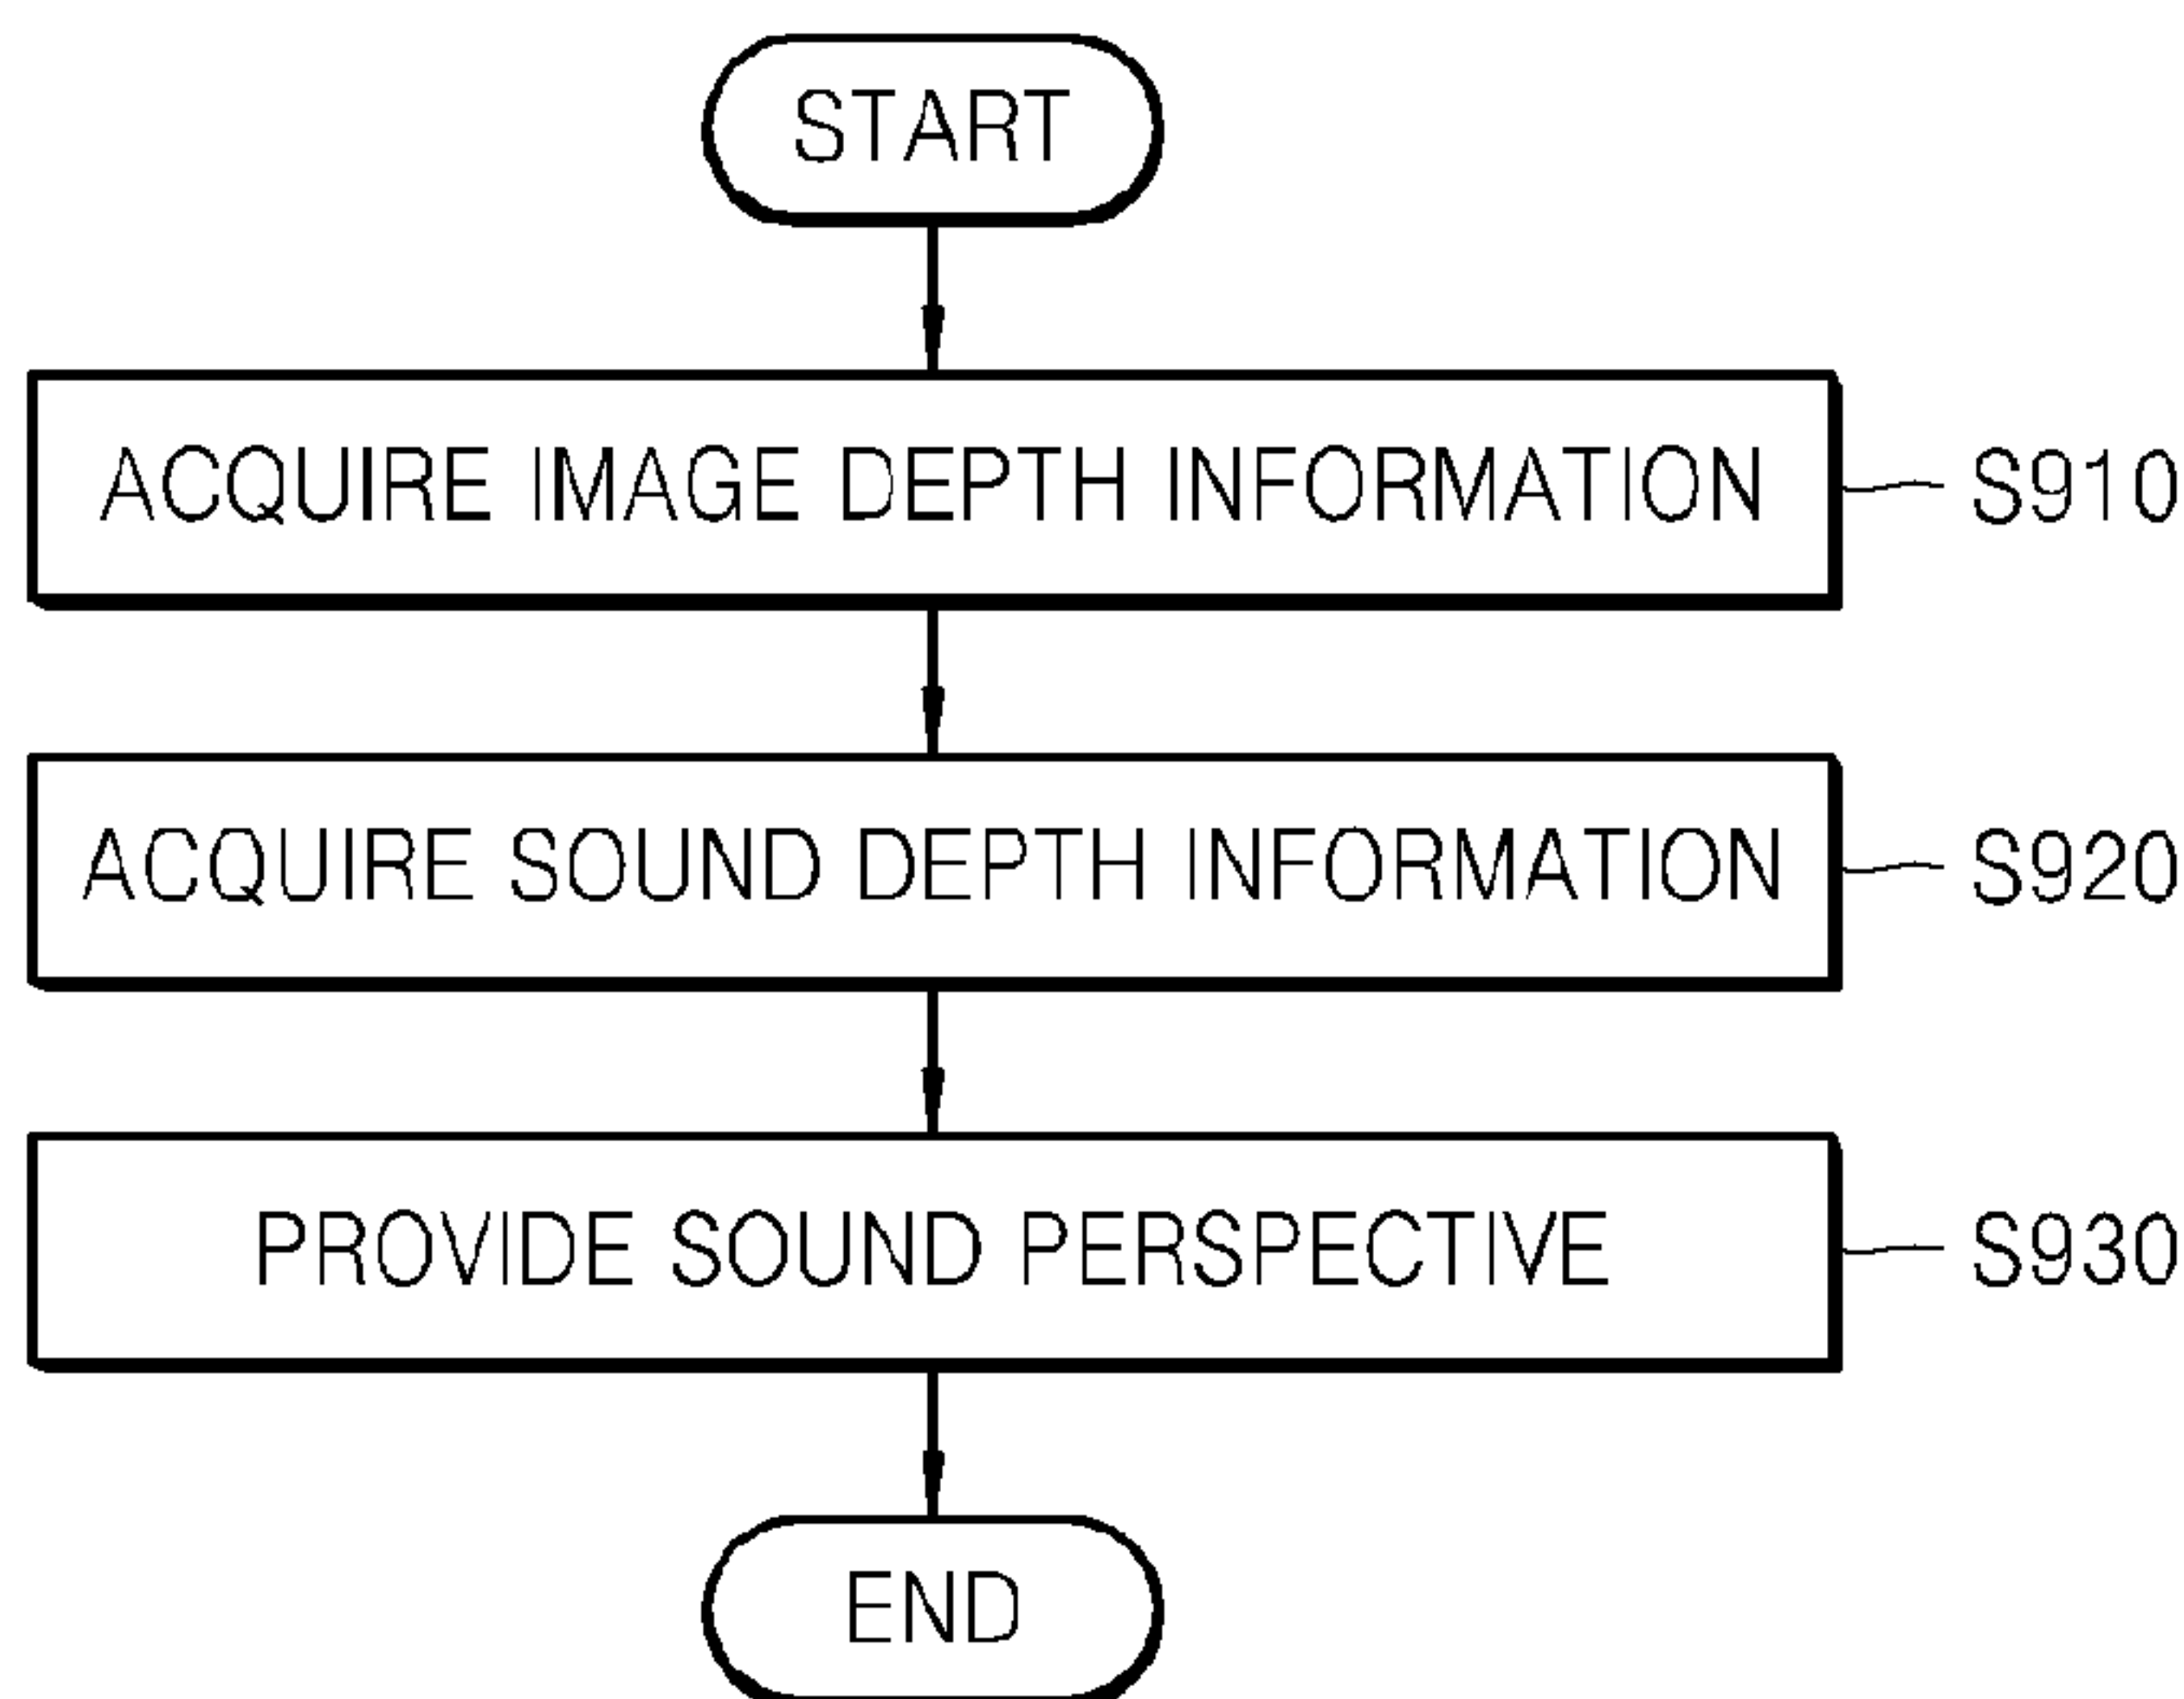 START
ACQUIRE IMAGE DEPTH INFORMATION
S910
ACQUIRE SOUND DEPTH INFORMATION
S920
PROVIDE SOUND PERSPECTIVE
S930
END